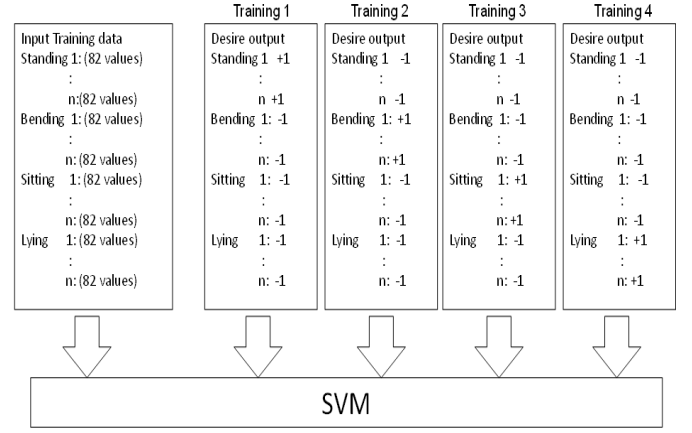 Training 1
Training 2
Training 3
Training 4
Input Training data
Standing 1: (82 values)
:
n:(82 values)
Bending 1: (82 values)
:
n: (82 values)
Sitting 1: (82 values)
:
n: (82 values)
Lying 1: (82 values)
:
n: (82 values)
Desire output
Standing 1 +1
:
n +1
Bending 1: -1
:
n: -1
Sitting 1: -1
:
n: -1
Lying 1: -1
:
n: -1
Desire output
Standing 1 -1
:
n -1
Bending 1: +1
:
n: +1
Sitting 1: -1
:
n: -1
Lying 1: -1
:
n: -1
Desire output
Standing 1 -1
:
n -1
Bending 1: -1
:
n: -1
Sitting 1: +1
:
n: +1
Lying 1: -1
:
n: -1
Desire output
Standing 1 -1
:
n -1
Bending 1: -1
:
n: -1
Sitting 1: -1
:
n: -1
Lying 1: +1
:
n: +1
SVM